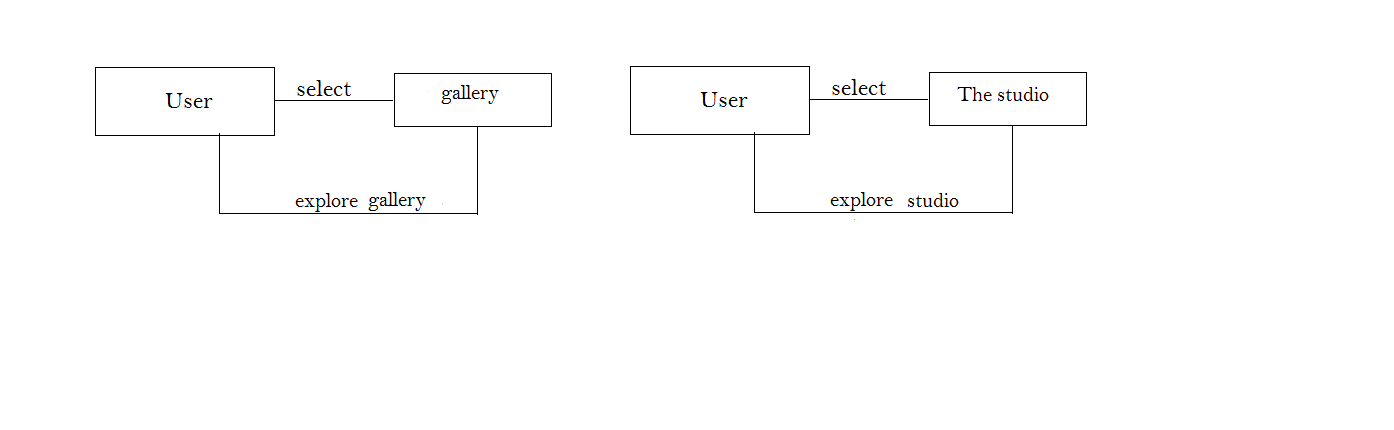 User
select
gallery
explore gallery
User
select
The studio
explore studio